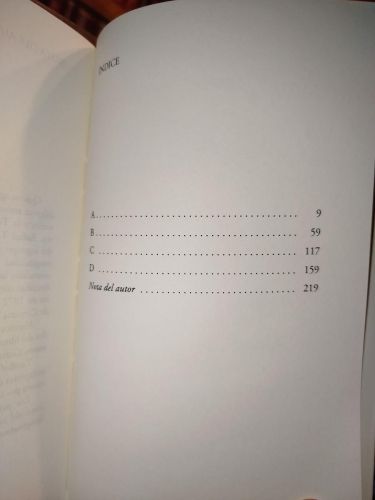 ÍNDICE
A . . . . . . . . . . . . . . . . . . . . . . . . . . . . . . . . . . . . . . . 9
B . . . . . . . . . . . . . . . . . . . . . . . . . . . . . . . . . . . . . . . 59
C . . . . . . . . . . . . . . . . . . . . . . . . . . . . . . . . . . . . . . . 117
D . . . . . . . . . . . . . . . . . . . . . . . . . . . . . . . . . . . . . . . 159
Nota del autor . . . . . . . . . . . . . . . . . . . . . . . . . . . . . . 219